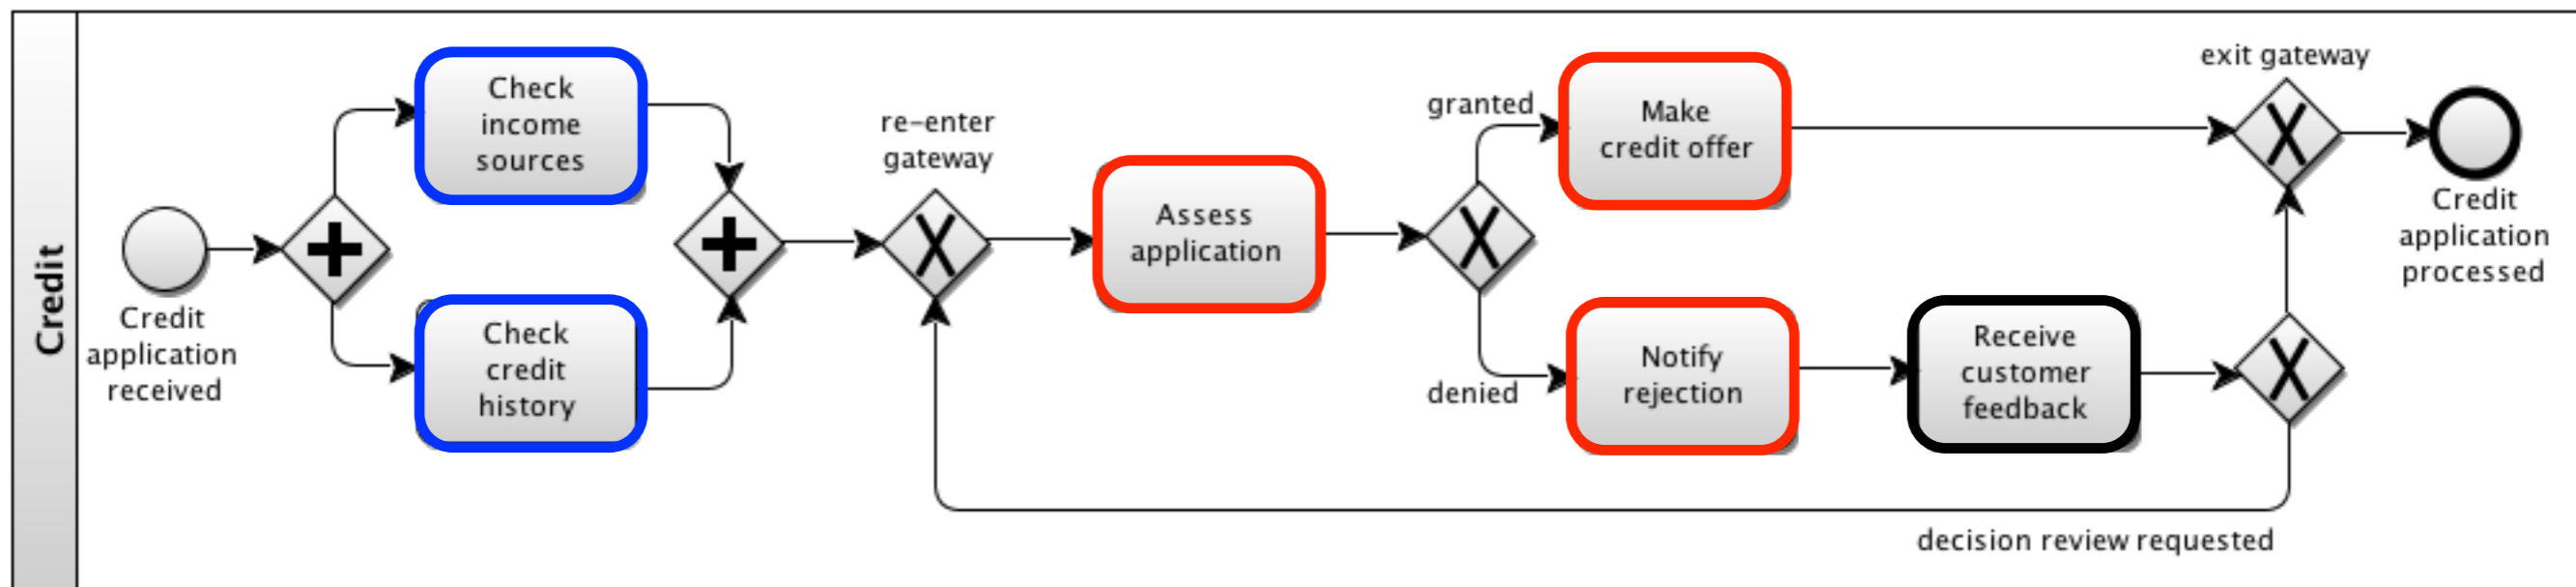 Credit
Credit
application
received
Check
income
sources
Check
credit
history
re-enter
gateway
Assess
application
granted
denied
Make
credit offer
Notify
rejection
Receive
customer
feedback
decision review requested
exit gateway
Credit
application
processed